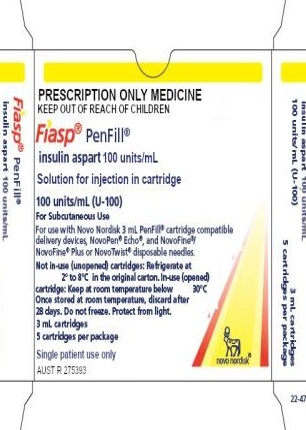 PRESCRIPTION ONLY MEDICINE
KEEP OUT OF REACH OF CHILDREN
Fiasp® PenFill®
insulin aspart 100 units/mL
Solution for injection in cartridge
100 units/mL (U-100)
For Subcutaneous Use
For use with Novo Nordisk 3 mL PenFill® cartridge compatible
delivery devices, NovoPen® Echo®, and NovoFine®/
NovoFine® Plus or NovoTwist® disposable needles.
Not in-use (unopened) cartridges: Refrigerate at
2° to 8°C in the original carton. In-use (opened)
cartridge: Keep at room temperature below 30°C
Once stored at room temperature, discard after
28 days. Do not freeze. Protect from light.
3 mL cartridges
5 cartridges per package
Single patient use only
AUST R 275393
novo nordisk®
Fiasp® PenFill®
insulin aspart 100 units/mL
insulin aspart
100 units/mL (U-100)
3 mL cartridges
5 cartridges per package
22-47